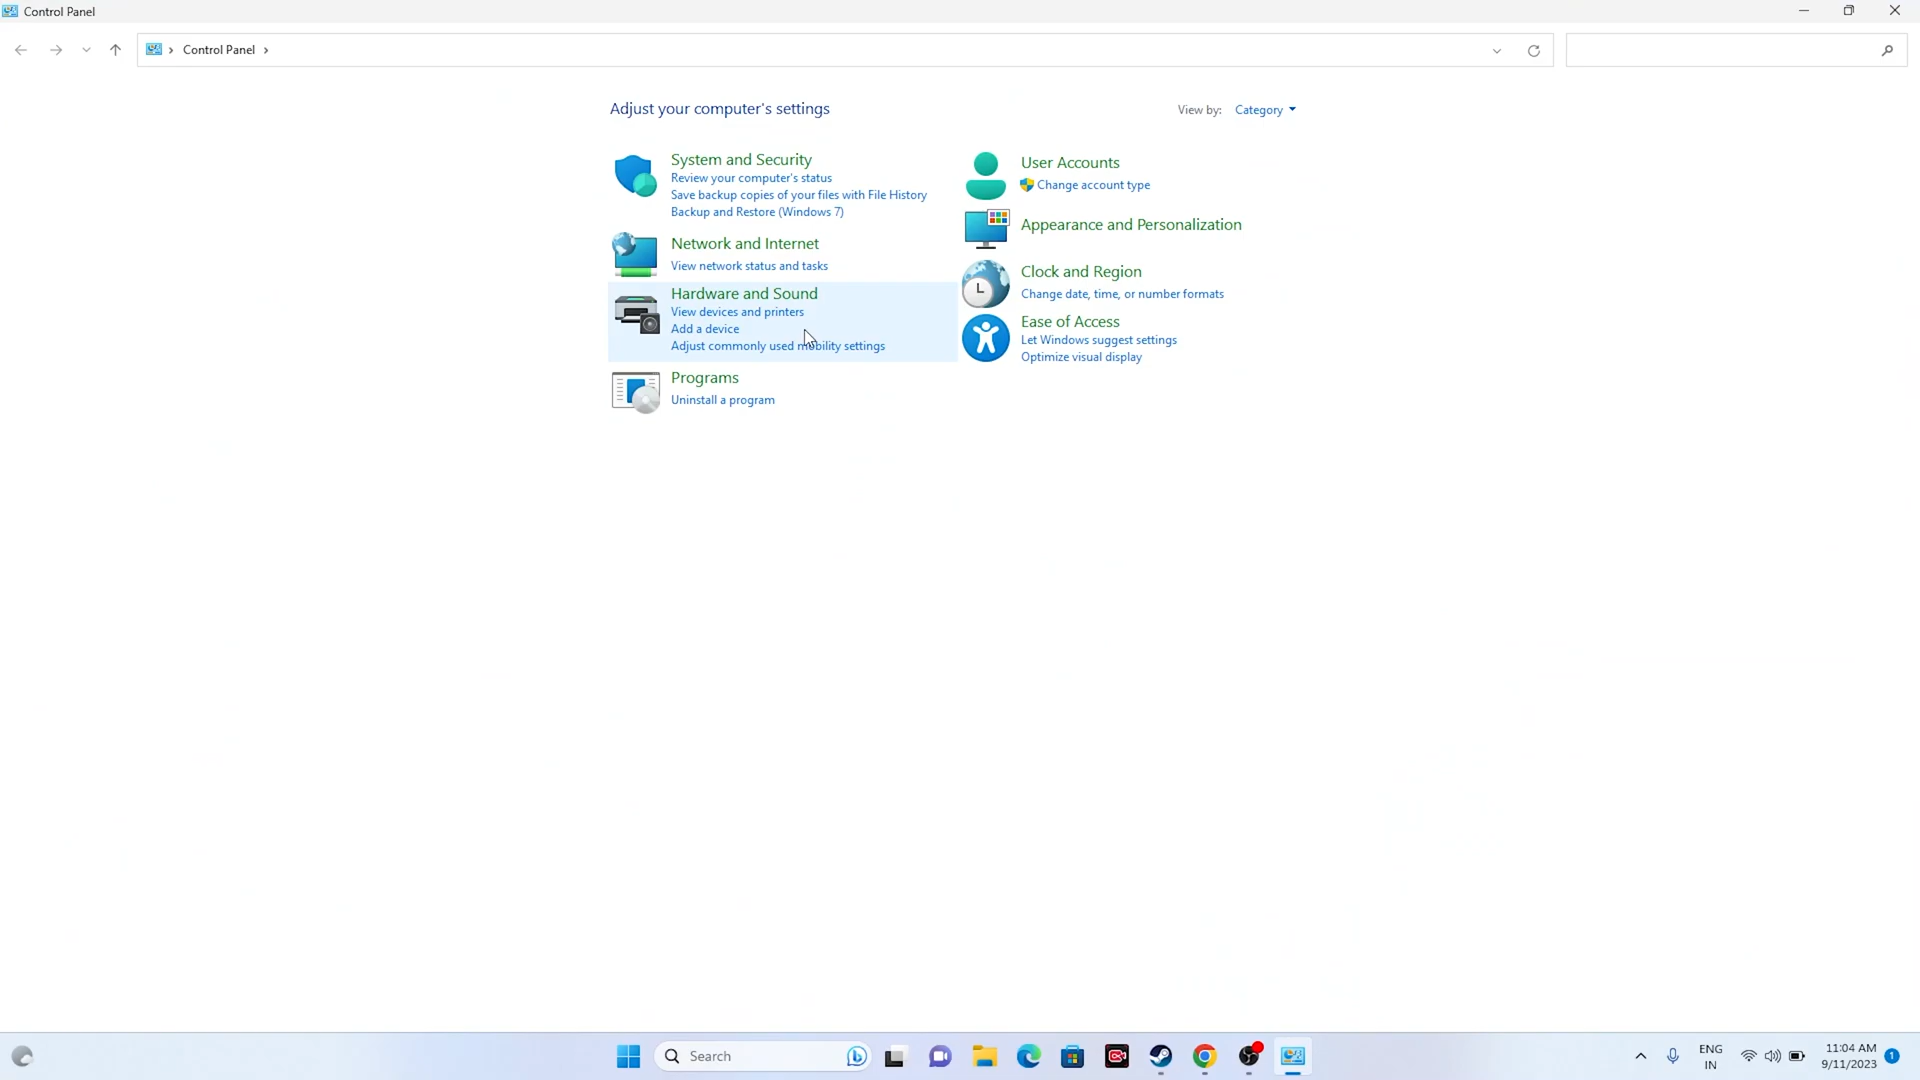 Control Panel
Control Panel
Adjust your computer's settings
View by: Category
System and Security
Review your computer's status
Save backup copies of your files with File History
Backup and Restore (Windows 7)
Network and Internet
View network status and tasks
Hardware and Sound
View devices and printers
Add a device
Adjust commonly used mobility settings
Programs
Uninstall a program
User Accounts
Change account type
Appearance and Personalization
Clock and Region
Change date, time, or number formats
Ease of Access
Let Windows suggest settings
Optimize visual display
Search
ENG
IN
11:04 AM
9/11/2023
1